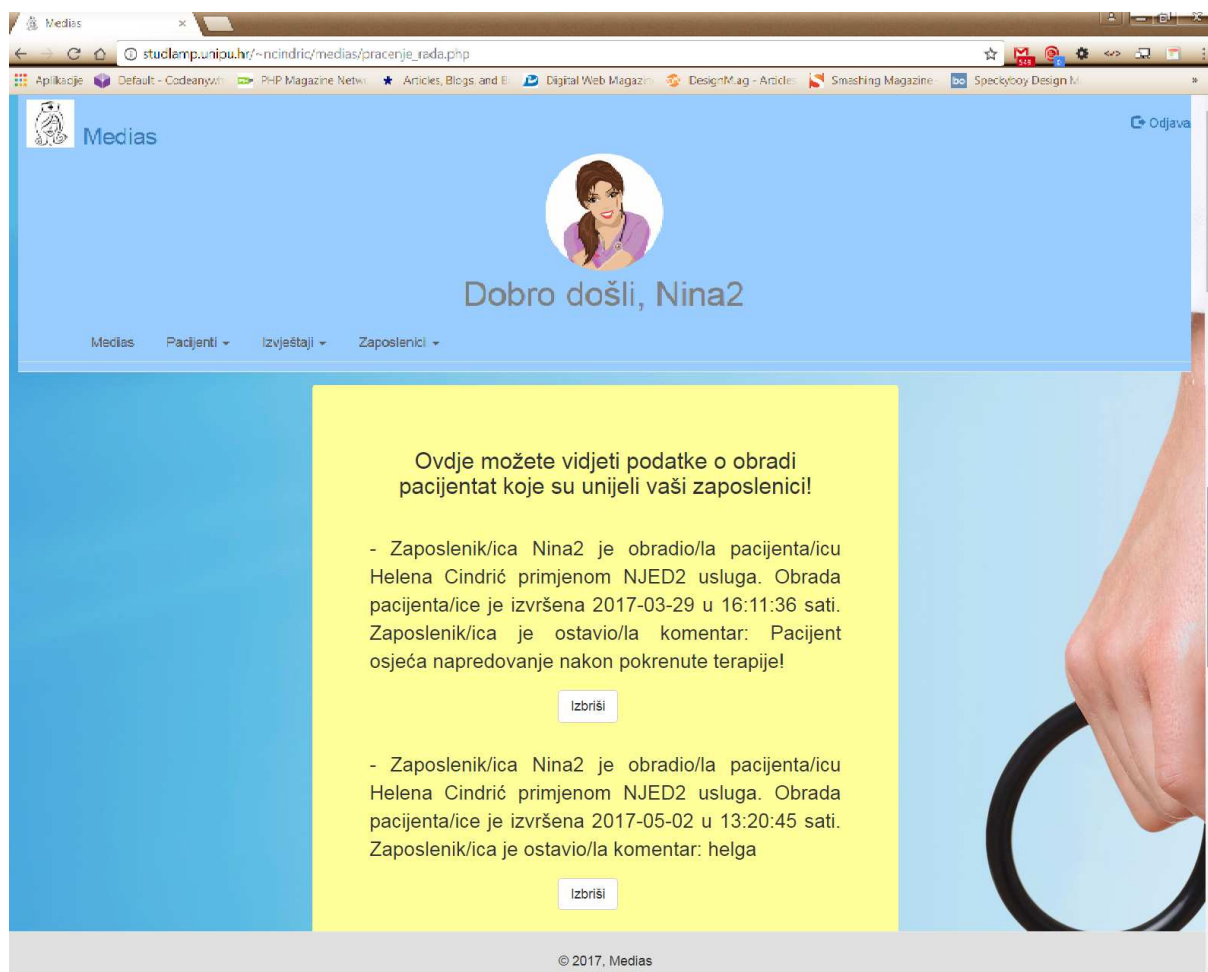 Medias
studlamp.unipu.hr/~ncindric/medias/pracenje_rada.php
548
Aplikacije Default - Codeanywh PHP Magazine Netw Articles, Blogs, and E Digital Web Magazin DesignM.ag - Articles Smashing Magazine bo Speckyboy Design M »
Medias
Odjava
Dobro došli, Nina2
Medias Pacijenti Izvještaji Zaposlenici
Ovdje možete vidjeti podatke o obradi
pacijentat koje su unijeli vaši zaposlenici!
- Zaposlenik/ica Nina2 je obradio/la pacijenta/icu
Helena Cindrić primjenom NJED2 usluga. Obrada
pacijenta/ice je izvršena 2017-03-29 u 16:11:36 sati.
Zaposlenik/ica je ostavio/la komentar: Pacijent
osjeća napredovanje nakon pokrenute terapije!
Izbriši
- Zaposlenik/ica Nina2 je obradio/la pacijenta/icu
Helena Cindrić primjenom NJED2 usluga. Obrada
pacijenta/ice je izvršena 2017-05-02 u 13:20:45 sati.
Zaposlenik/ica je ostavio/la komentar: helga
Izbriši
© 2017, Medias